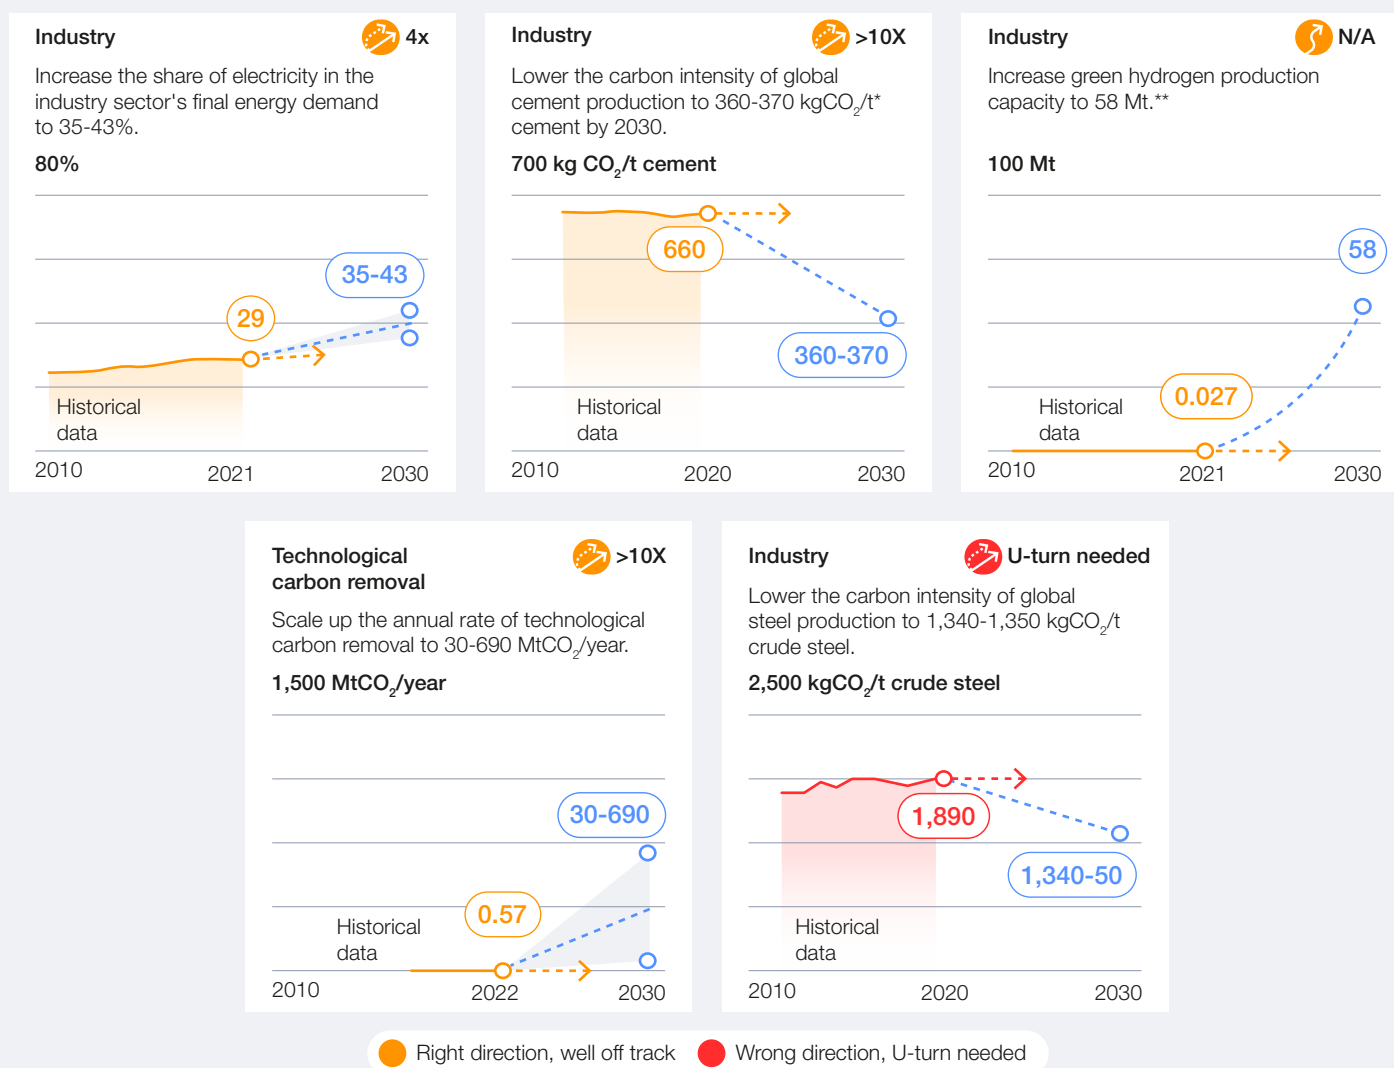 Industry
4x
Increase the share of electricity in the
industry sector's final energy demand
to 35-43%.
80%
35-43
29
Historical
data
2010
2021
2030
Industry
>10X
Lower the carbon intensity of global
cement production to 360-370 kgCO₂/t*
cement by 2030.
700 kg CO₂/t cement
660
360-370
Historical
data
2010
2020
2030
Industry
N/A
Increase green hydrogen production
capacity to 58 Mt.**
100 Mt
58
0.027
Historical
data
2010
2021
2030
Technological
carbon removal
>10X
Scale up the annual rate of technological
carbon removal to 30-690 MtCO₂/year.
1,500 MtCO₂/year
30-690
0.57
Historical
data
2010
2022
2030
Industry
U-turn needed
Lower the carbon intensity of global
steel production to 1,340-1,350 kgCO₂/t
crude steel.
2,500 kgCO₂/t crude steel
1,890
1,340-50
Historical
data
2010
2020
2030
Right direction, well off track
Wrong direction, U-turn needed